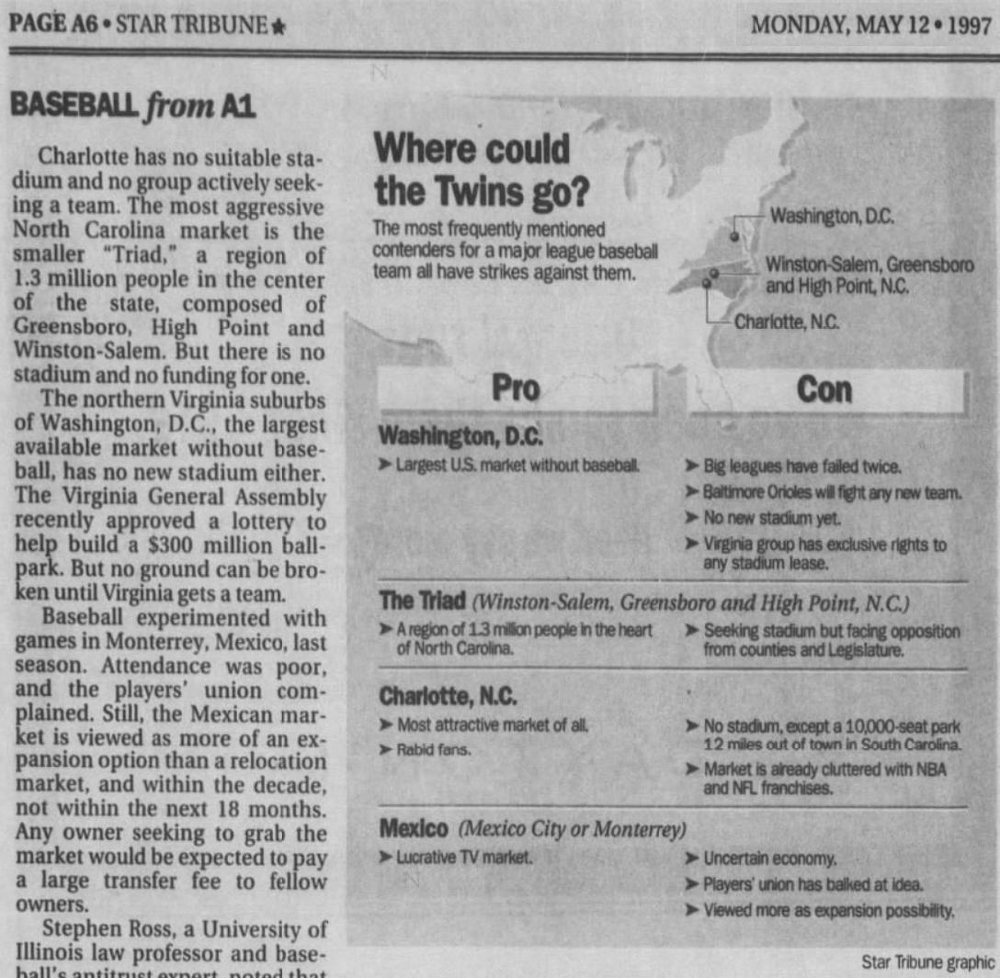 PAGE A6 • STAR TRIBUNE★
MONDAY, MAY 12 • 1997
BASEBALL from A1
Charlotte has no suitable sta-
dium and no group actively seek-
ing a team. The most aggressive
North Carolina market is the
smaller “Triad,” a region of
1.3 million people in the center
of the state, composed of
Greensboro, High Point and
Winston-Salem. But there is no
stadium and no funding for one.
The northern Virginia suburbs
of Washington, D.C., the largest
available market without base-
ball, has no new stadium either.
The Virginia General Assembly
recently approved a lottery to
help build a $300 million ball-
park. But no ground can be bro-
ken until Virginia gets a team.
Baseball experimented with
games in Monterrey, Mexico, last
season. Attendance was poor,
and the players’ union com-
plained. Still, the Mexican mar-
ket is viewed as more of an ex-
pansion option than a relocation
market, and within the decade,
not within the next 18 months.
Any owner seeking to grab the
market would be expected to pay
a large transfer fee to fellow
owners.
Stephen Ross, a University of
Illinois law professor and base-
ball’s antitrust expert, noted that
Where could
the Twins go?
The most frequently mentioned
contenders for a major league baseball
team all have strikes against them.
Washington, D.C.
Winston-Salem, Greensboro
and High Point, N.C.
Charlotte, N.C.
Pro
Con
Washington, D.C.
➤ Largest U.S. market without baseball.
➤ Big leagues have failed twice.
➤ Baltimore Orioles will fight any new team.
➤ No new stadium yet.
➤ Virginia group has exclusive rights to
any stadium lease.
The Triad (Winston-Salem, Greensboro and High Point, N.C.)
➤ A region of 1.3 million people in the heart
of North Carolina.
➤ Seeking stadium but facing opposition
from counties and Legislature.
Charlotte, N.C.
➤ Most attractive market of all.
➤ Rabid fans.
➤ No stadium, except a 10,000-seat park
12 miles out of town in South Carolina.
➤ Market is already cluttered with NBA
and NFL franchises.
Mexico (Mexico City or Monterrey)
➤ Lucrative TV market.
➤ Uncertain economy.
➤ Players’ union has balked at idea.
➤ Viewed more as expansion possibility.
Star Tribune graphic